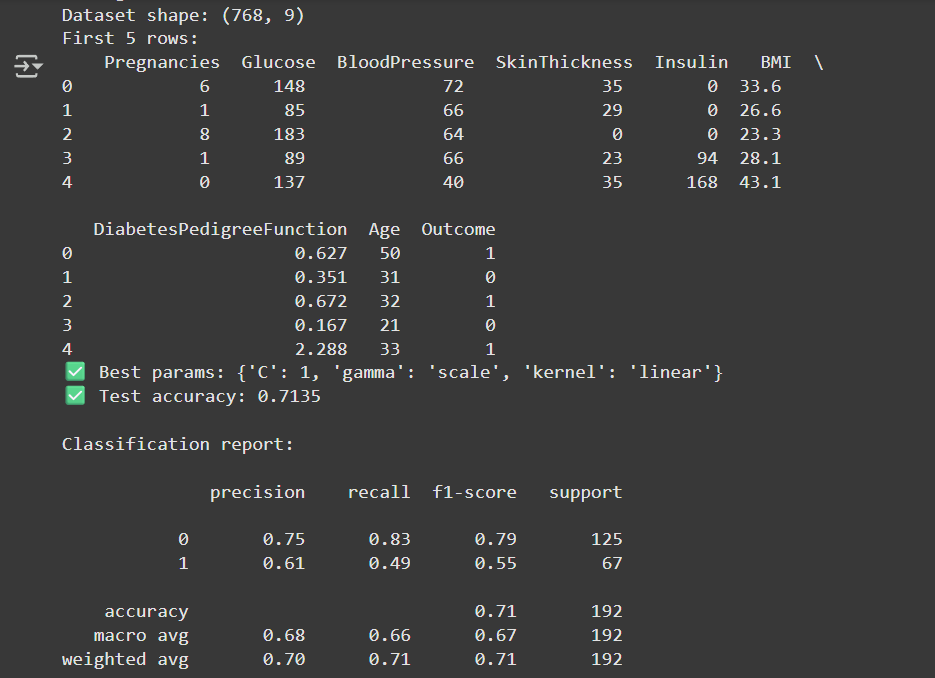 Dataset shape: (768, 9)
First 5 rows:
   Pregnancies  Glucose  BloodPressure  SkinThickness  Insulin   BMI  \
0            6      148             72             35        0  33.6
1            1       85             66             29        0  26.6
2            8      183             64              0        0  23.3
3            1       89             66             23       94  28.1
4            0      137             40             35      168  43.1
   DiabetesPedigreeFunction  Age  Outcome
0                     0.627   50        1
1                     0.351   31        0
2                     0.672   32        1
3                     0.167   21        0
4                     2.288   33        1
✅ Best params: {'C': 1, 'gamma': 'scale', 'kernel': 'linear'}
✅ Test accuracy: 0.7135
Classification report:
              precision    recall  f1-score   support
           0       0.75      0.83      0.79       125
           1       0.61      0.49      0.55        67
    accuracy                           0.71       192
   macro avg       0.68      0.66      0.67       192
weighted avg       0.70      0.71      0.71       192